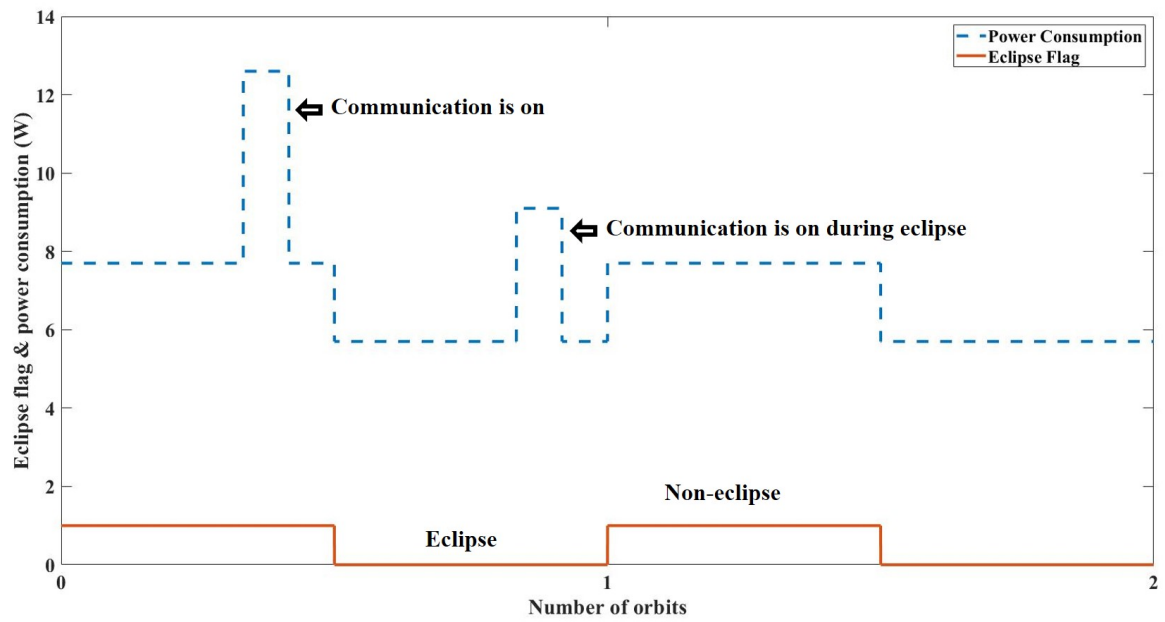 14
12
10
8
6
4
2
0
Eclipse flag & power consumption (W)
Power Consumption
Eclipse Flag
Communication is on
Communication is on during eclipse
Non-eclipse
Eclipse
0 1 2
Number of orbits